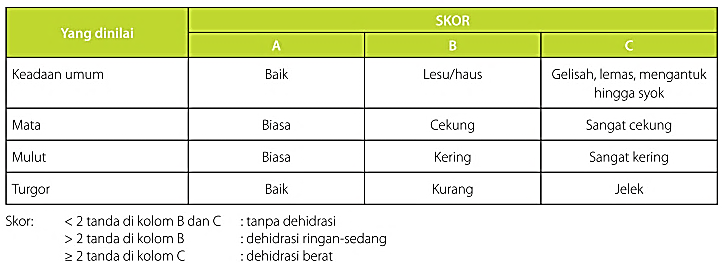 Yang dinilai SKOR
A B C
Keadaan umum Baik Lesu/haus Gelisah, lemas, mengantuk
hingga syok
Mata Biasa Cekung Sangat cekung
Mulut Biasa Kering Sangat kering
Turgor Baik Kurang Jelek
Skor: < 2 tanda di kolom B dan C : tanpa dehidrasi
> 2 tanda di kolom B : dehidrasi ringan-sedang
≥ 2 tanda di kolom C : dehidrasi berat